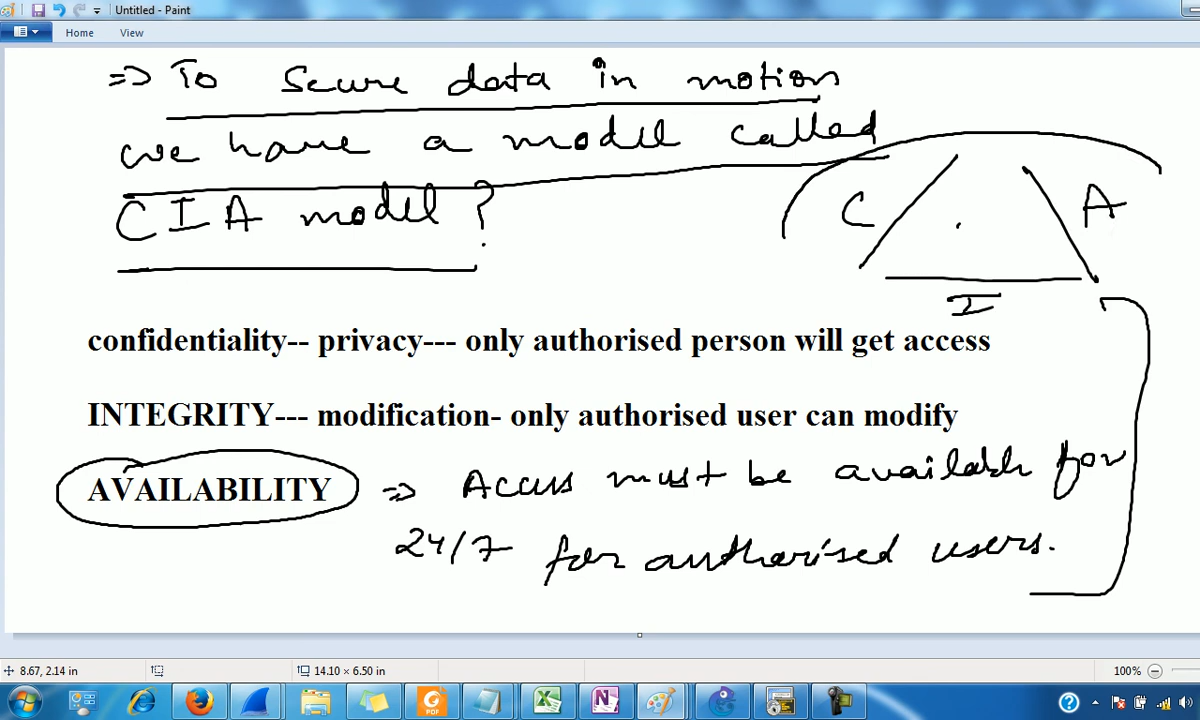 Untitled - Paint
Home View
=> To secure data in motion
we have a model called
CIA model?
C A
I
confidentiality-- privacy--- only authorised person will get access
INTEGRITY--- modification- only authorised user can modify
AVAILABILITY => Access must be available for
24/7 for authorised users.
8.67, 2.14 in 14.10 × 6.50 in 100%
PDF